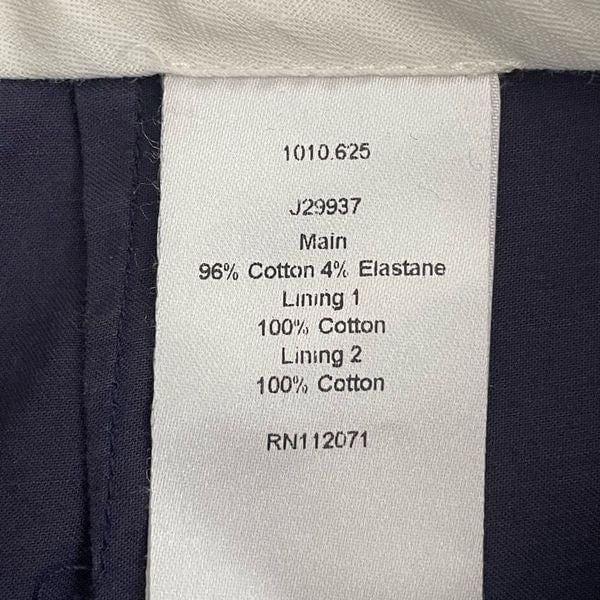 1010.625
J29937
Main
96% Cotton 4% Elastane
Lining 1
100% Cotton
Lining 2
100% Cotton
RN112071